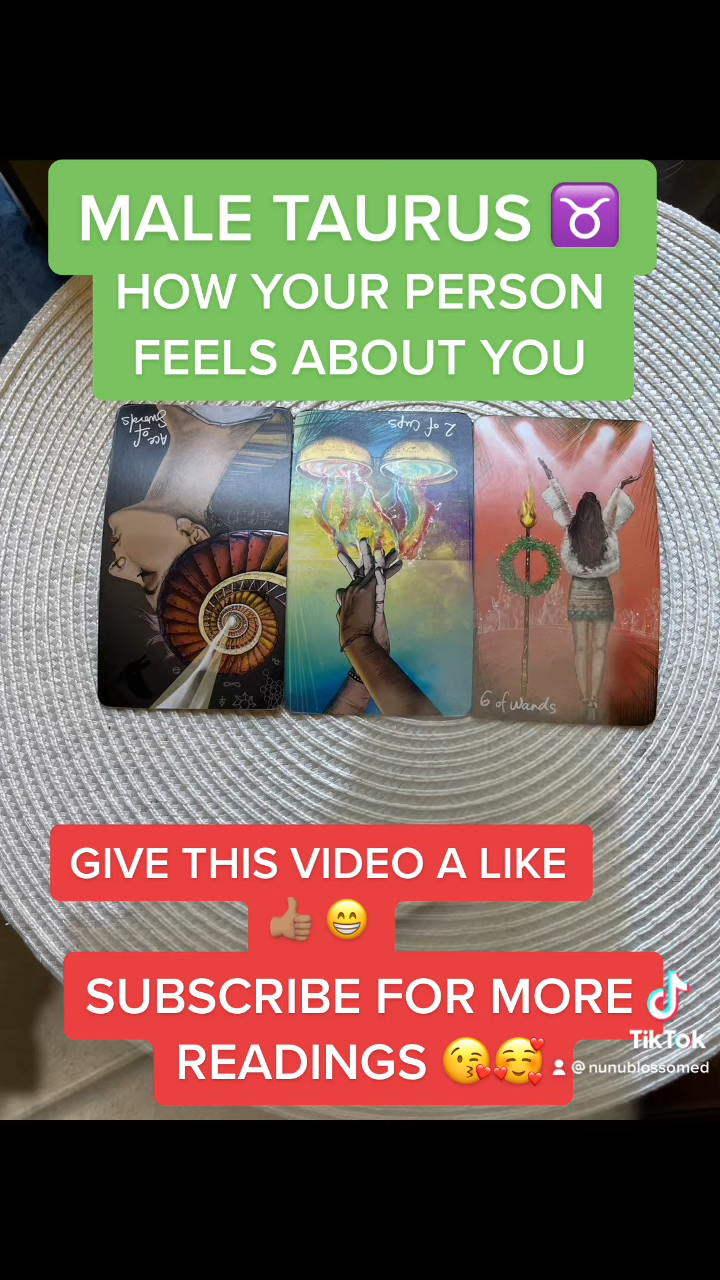 MALE TAURUS ♉
HOW YOUR PERSON
FEELS ABOUT YOU
Ace of
Swords
2 of Cups
6 of Wands
GIVE THIS VIDEO A LIKE
👍🏽 😁
SUBSCRIBE FOR MORE
READINGS 😘🥰
TikTok
@nunublossomed